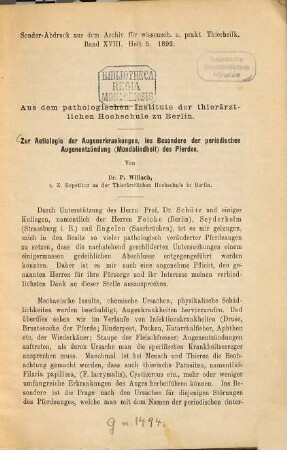 Sonder-Abdruck aus dem Archiv für wissensch. u. prakt. Thierheilk.
Band XVIII. Heft 5. 1892.
BIBLIOTHECA
REGIA
MONACENSIS
Aus dem pathologischen Institute der thierärzt-
lichen Hochschule zu Berlin.
Zur Aetiologie der Augenerkrankungen, ins Besondere der periodischen
Augenentzündung (Mondblindheit) des Pferdes.
Von
Dr. P. Willach,
z. Z. Repetitor an der Thierärztlichen Hochschule in Berlin.
Durch Unterstützung des Herrn Prof. Dr. Schütz und einiger
Kollegen, namentlich der Herren Feicke (Berlin), Seyderhelm
(Strassburg i. E.) und Engelen (Saarbrücken), ist es mir gelungen,
mich in den Besitz so vieler pathologisch veränderter Pferdeaugen
zu setzen, dass die nachstehend geschilderten Untersuchungen einem
einigermassen gedeihlichen Abschlusse entgegengeführt werden
konnten. Daher ist es mir auch eine angenehme Pflicht, den ge-
nannten Herren für ihre Fürsorge und ihr Interesse meinen verbind-
lichsten Dank an dieser Stelle auszusprechen.
Mechanische Insulte, chemische Ursachen, physikalische Schäd-
lichkeiten werden häufig beschuldigt, Augenkrankheiten hervorzurufen. Und
überdies sehen wir im Verlaufe von Infektionskrankheiten (Druse,
Brustseuche der Pferde; Rinderpest, Pocken, Katarrhalfieber, Aphthen
etc. der Wiederkäuer; Staupe der Fleischfresser) Augenentzündungen
auftreten, als deren Ursache man die spezifischen Krankheitserreger
ansprechen muss. Manchmal ist bei Mensch und Thieren die Beob-
achtung gemacht worden, dass auch thierische Parasiten, namentlich
Filaria papillosa, (F. lacrymalis), Cysticercus etc., mehr oder weniger
umfangreiche Erkrankungen des Auges herbeiführen können. Ins Be-
sondere ist die Frage nach den Ursachen für diejenigen Störungen
des Pferdeauges, welche man mit dem Namen der periodischen (inter-
g n. 1494.